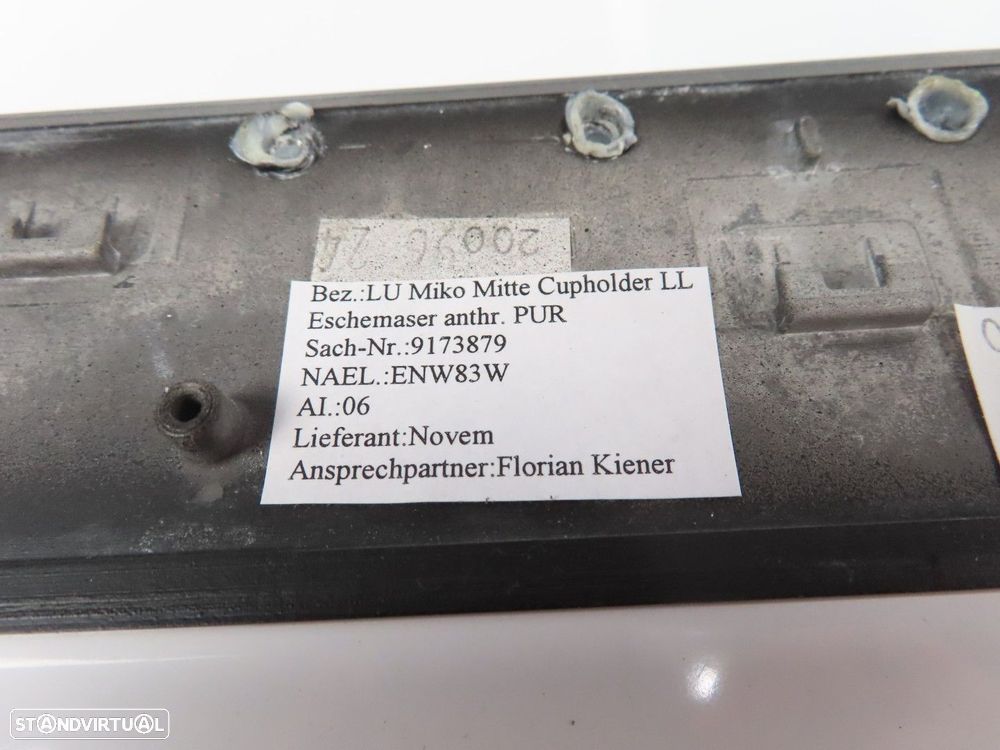 20096 24
Bez.:LU Miko Mitte Cupholder LL
Eschemaser anthr. PUR
Sach-Nr.:9173879
NAEL.:ENW83W
AI.:06
Lieferant:Novem
Ansprechpartner:Florian Kiener
STANDVIRTUAL